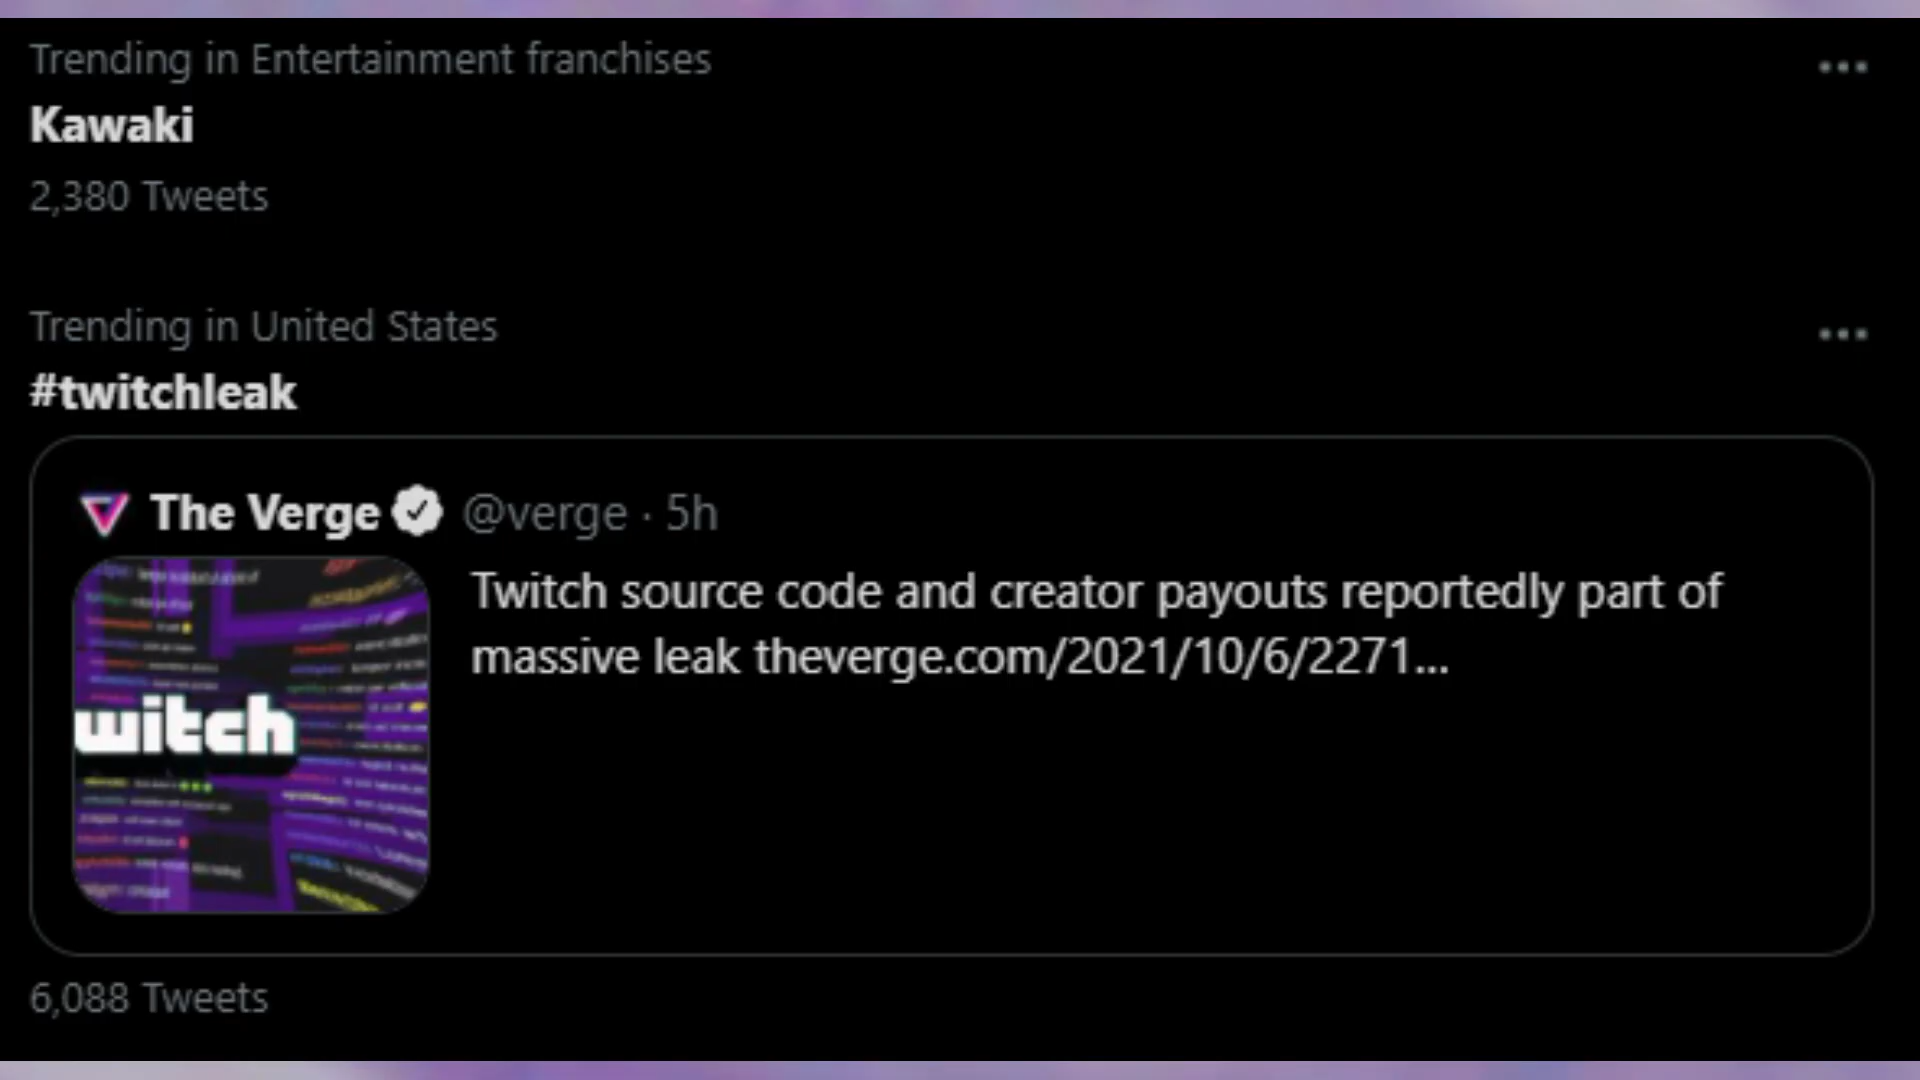 Trending in Entertainment franchises
Kawaki
2,380 Tweets
Trending in United States
#twitchleak
The Verge @verge · 5h
Twitch source code and creator payouts reportedly part of
massive leak theverge.com/2021/10/6/2271...
witch
6,088 Tweets